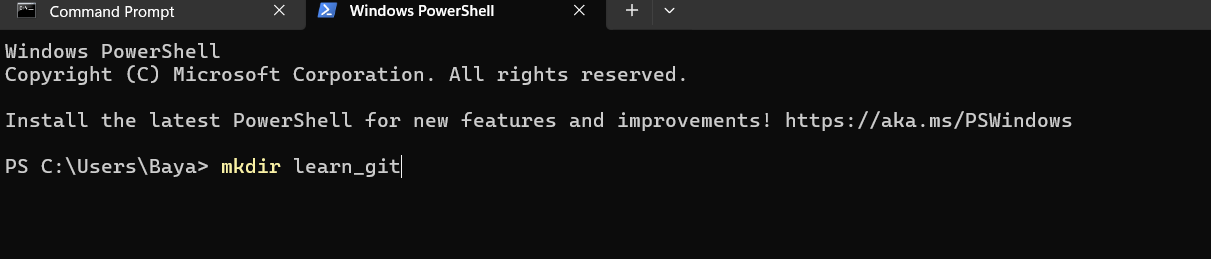 Command Prompt
Windows PowerShell
Windows PowerShell
Copyright (C) Microsoft Corporation. All rights reserved.
Install the latest PowerShell for new features and improvements! https://aka.ms/PSWindows
PS C:\Users\Baya> mkdir learn_git